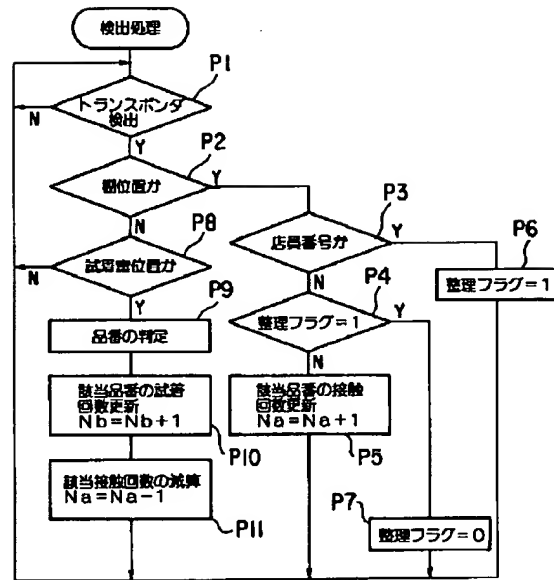 検出処理
P1
トランスポンダ
検出
N
Y
P2
棚位置か
Y
N
P3
店員番号か
Y
N
P6
整理フラグ=1
P8
試着室位置か
N
Y
P4
整理フラグ=1
Y
N
P9
品番の判定
該当品番の試着
回数更新
Nb=Nb+1
P10
該当品番の接触
回数更新
Na=Na+1
P5
該当接触回数の減算
Na=Na-1
P11
P7
整理フラグ=0